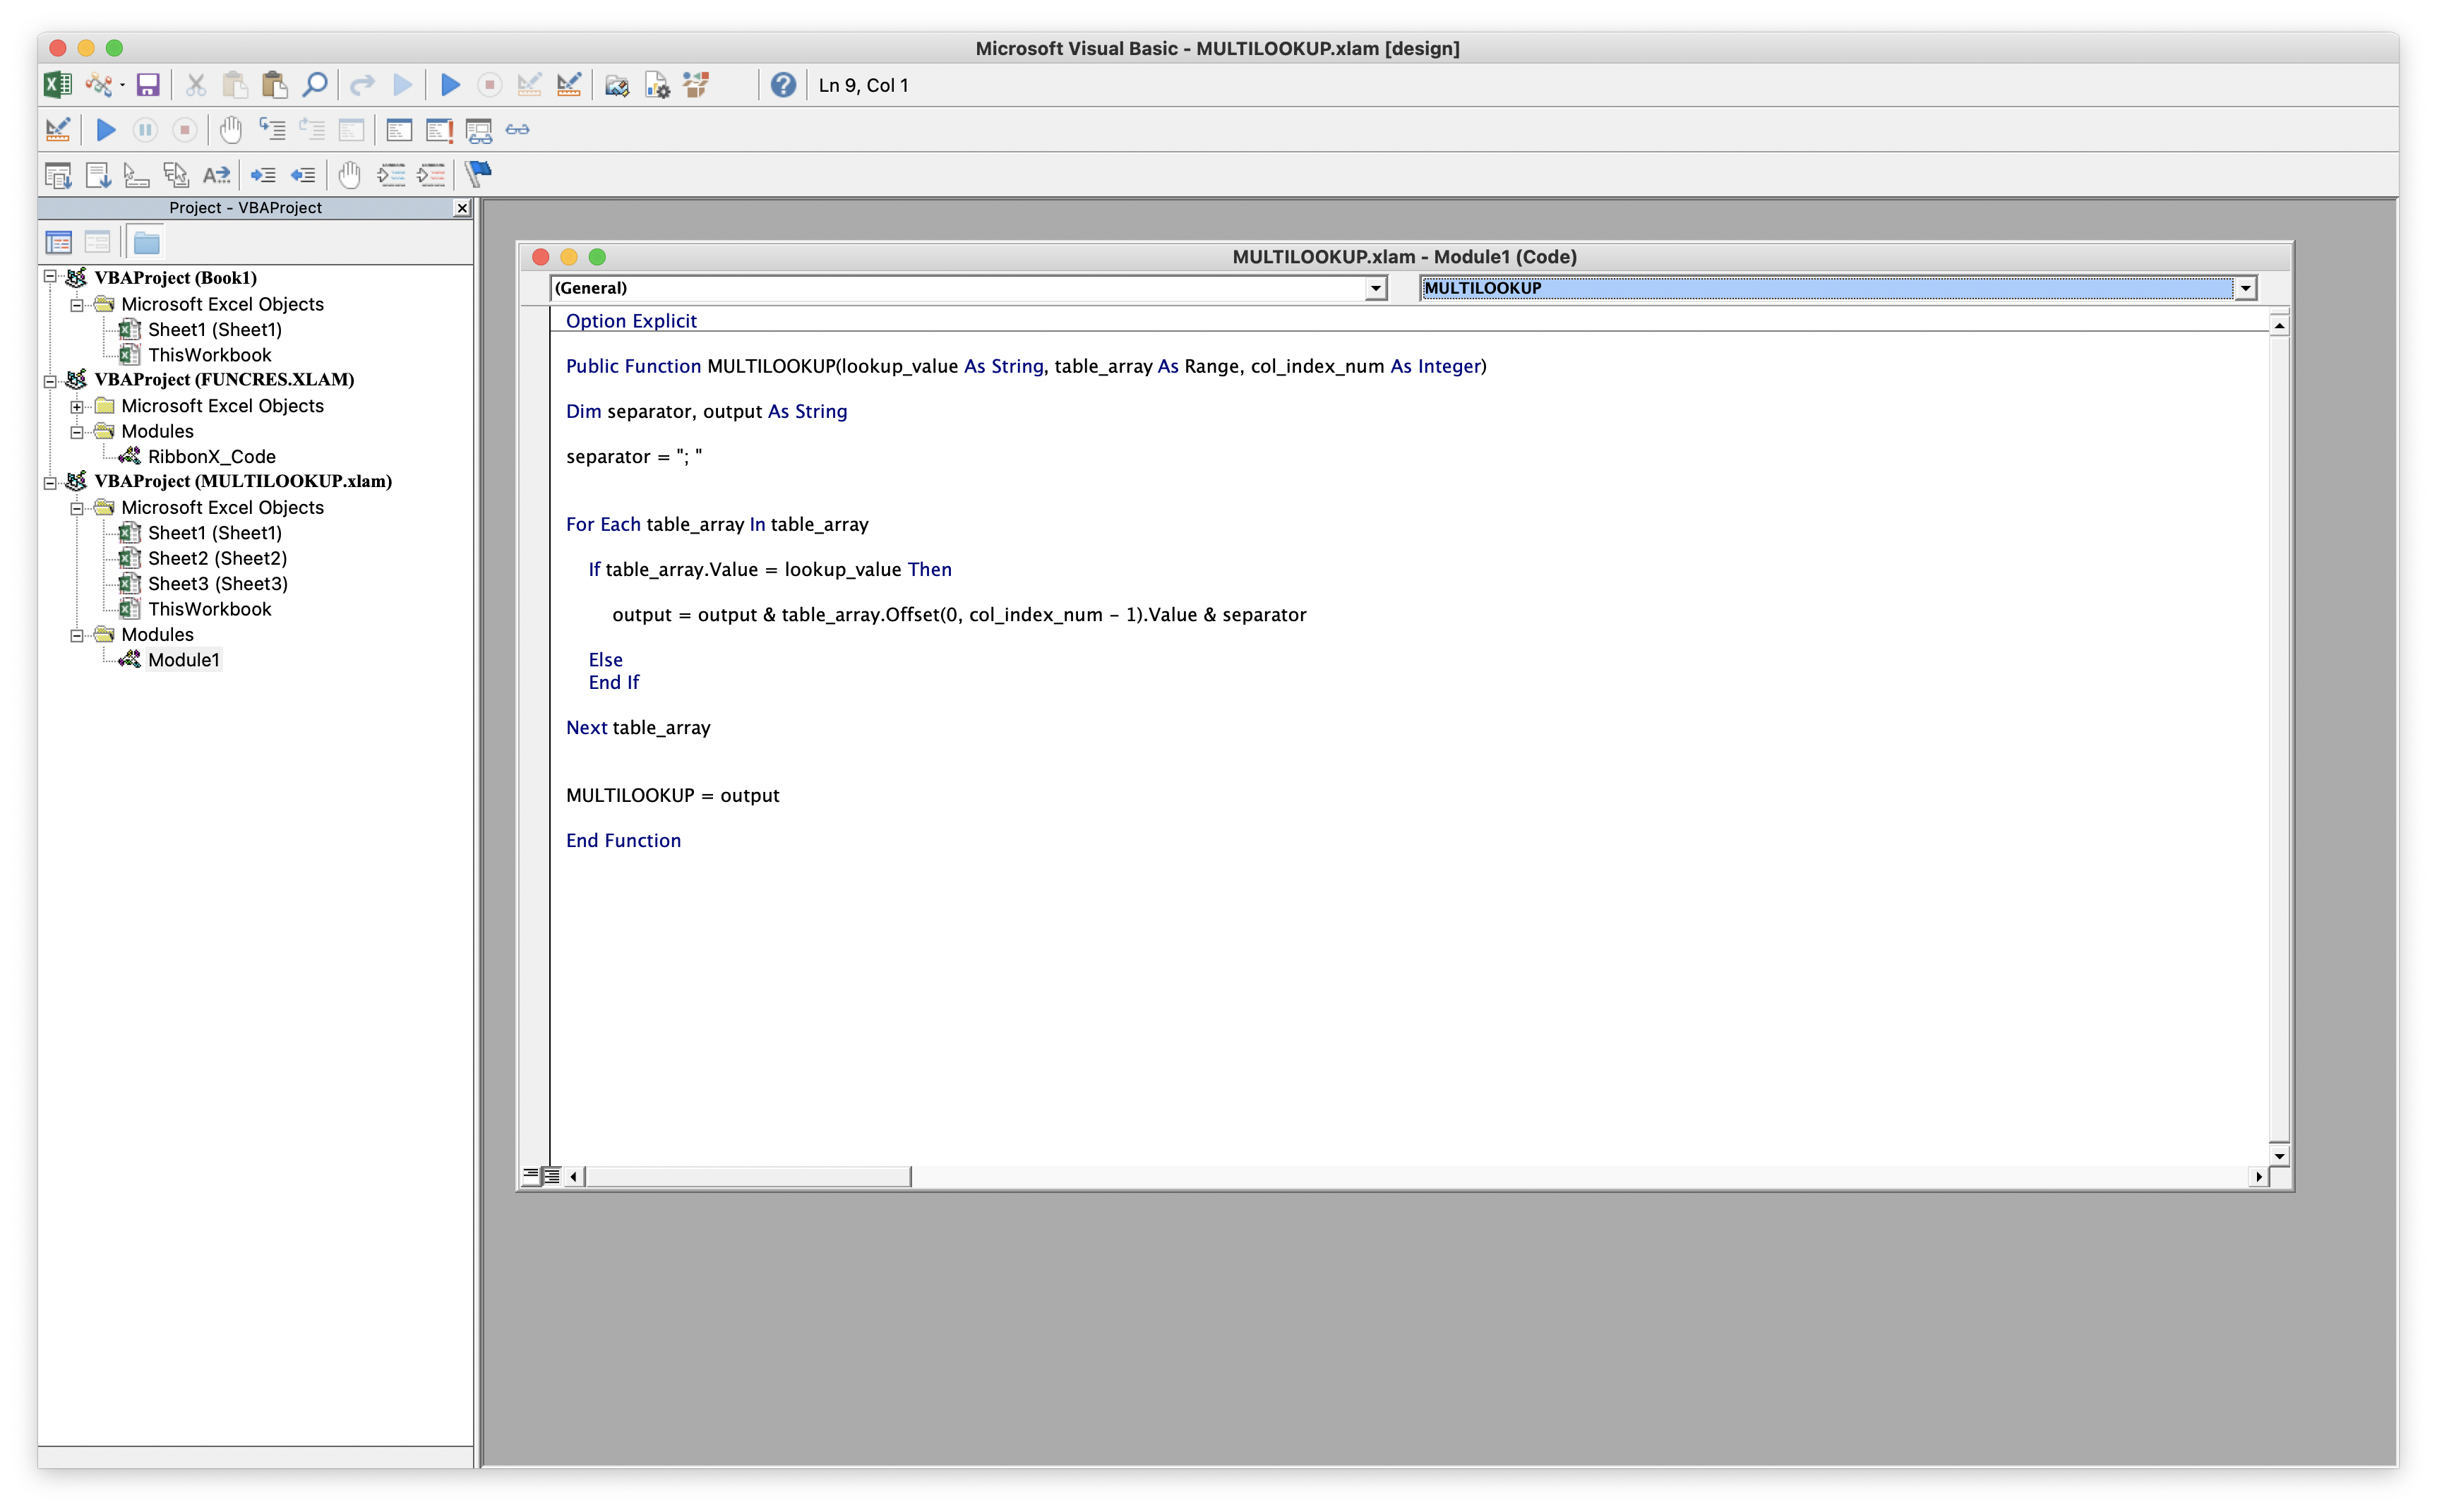 Microsoft Visual Basic - MULTILOOKUP.xlam [design]
Ln 9, Col 1
Project - VBAProject
VBAProject (Book1)
Microsoft Excel Objects
Sheet1 (Sheet1)
ThisWorkbook
VBAProject (FUNCRES.XLAM)
Microsoft Excel Objects
Modules
RibbonX_Code
VBAProject (MULTILOOKUP.xlam)
Microsoft Excel Objects
Sheet1 (Sheet1)
Sheet2 (Sheet2)
Sheet3 (Sheet3)
ThisWorkbook
Modules
Module1
MULTILOOKUP.xlam - Module1 (Code)
(General)
MULTILOOKUP
Option Explicit
Public Function MULTILOOKUP(lookup_value As String, table_array As Range, col_index_num As Integer)
Dim separator, output As String
separator = "; "
For Each table_array In table_array
If table_array.Value = lookup_value Then
output = output & table_array.Offset(0, col_index_num - 1).Value & separator
Else
End If
Next table_array
MULTILOOKUP = output
End Function